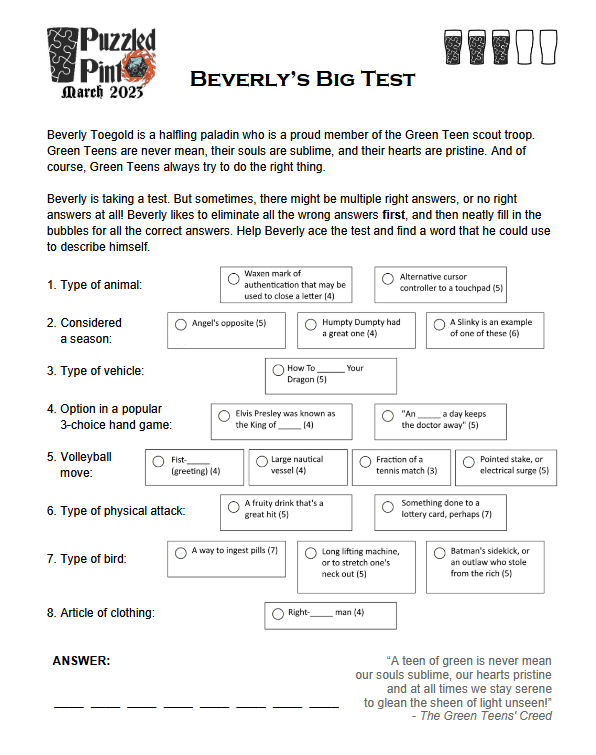 Puzzled
Pint
March 2023
BEVERLY'S BIG TEST
Beverly Toegold is a halfling paladin who is a proud member of the Green Teen scout troop.
Green Teens are never mean, their souls are sublime, and their hearts are pristine. And of
course, Green Teens always try to do the right thing.
Beverly is taking a test. But sometimes, there might be multiple right answers, or no right
answers at all! Beverly likes to eliminate all the wrong answers first, and then neatly fill in the
bubbles for all the correct answers. Help Beverly ace the test and find a word that he could use
to describe himself.
1. Type of animal:
Waxen mark of
authentication that may be
used to close a letter (4)
Alternative cursor
controller to a touchpad (5)
2. Considered
a season:
Angel's opposite (5)
Humpty Dumpty had
a great one (4)
A Slinky is an example
of one of these (6)
3. Type of vehicle:
How To ______ Your
Dragon (5)
4. Option in a popular
3-choice hand game:
Elvis Presley was known as
the King of _____ (4)
"An _____ a day keeps
the doctor away" (5)
5. Volleyball
move:
Fist-_____
(greeting) (4)
Large nautical
vessel (4)
Fraction of a
tennis match (3)
Pointed stake, or
electrical surge (5)
6. Type of physical attack:
A fruity drink that's a
great hit (5)
Something done to a
lottery card, perhaps (7)
7. Type of bird:
A way to ingest pills (7)
Long lifting machine,
or to stretch one's
neck out (5)
Batman's sidekick, or
an outlaw who stole
from the rich (5)
8. Article of clothing:
Right-_____ man (4)
ANSWER:
____ ____ ____ ____ ____ ____ ____ ____
"A teen of green is never mean
our souls sublime, our hearts pristine
and at all times we stay serene
to glean the sheen of light unseen!"
- The Green Teens' Creed